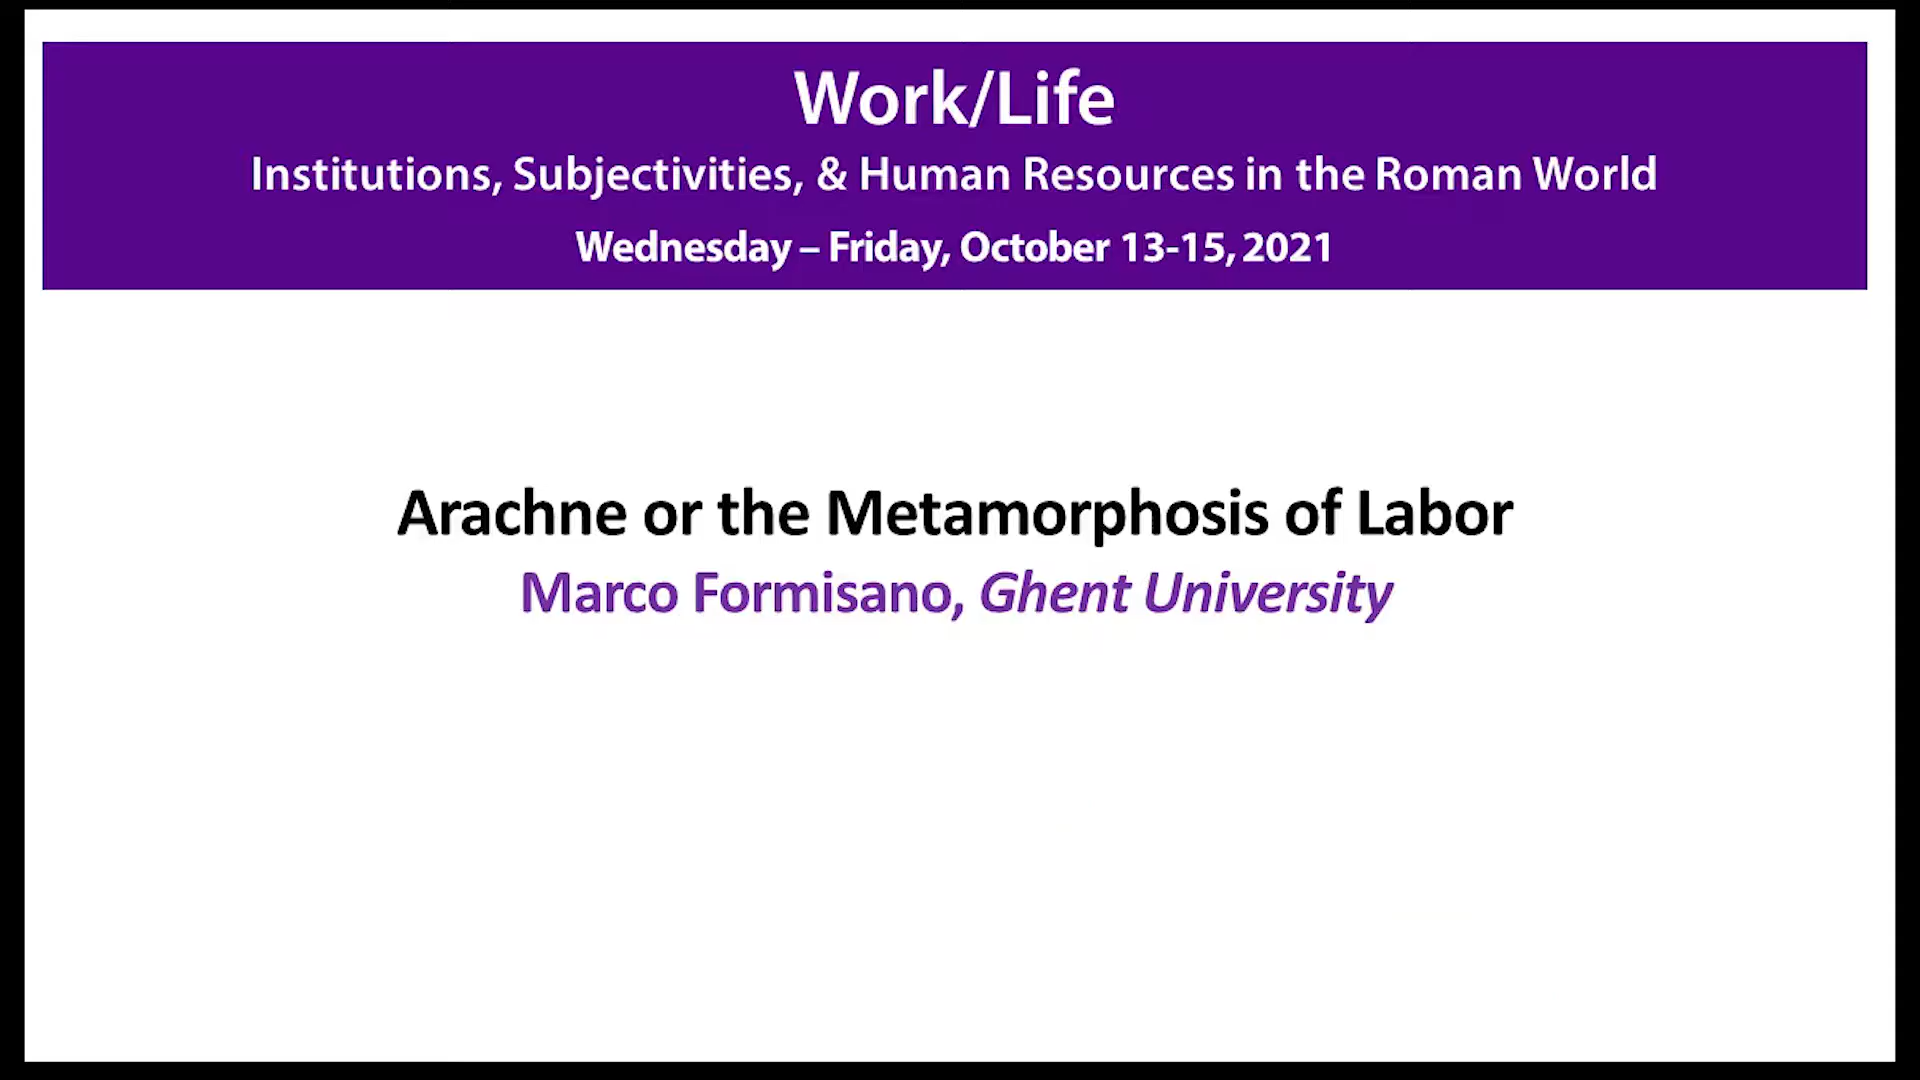 Work/Life
Institutions, Subjectivities, & Human Resources in the Roman World
Wednesday – Friday, October 13-15, 2021
Arachne or the Metamorphosis of Labor
Marco Formisano, Ghent University